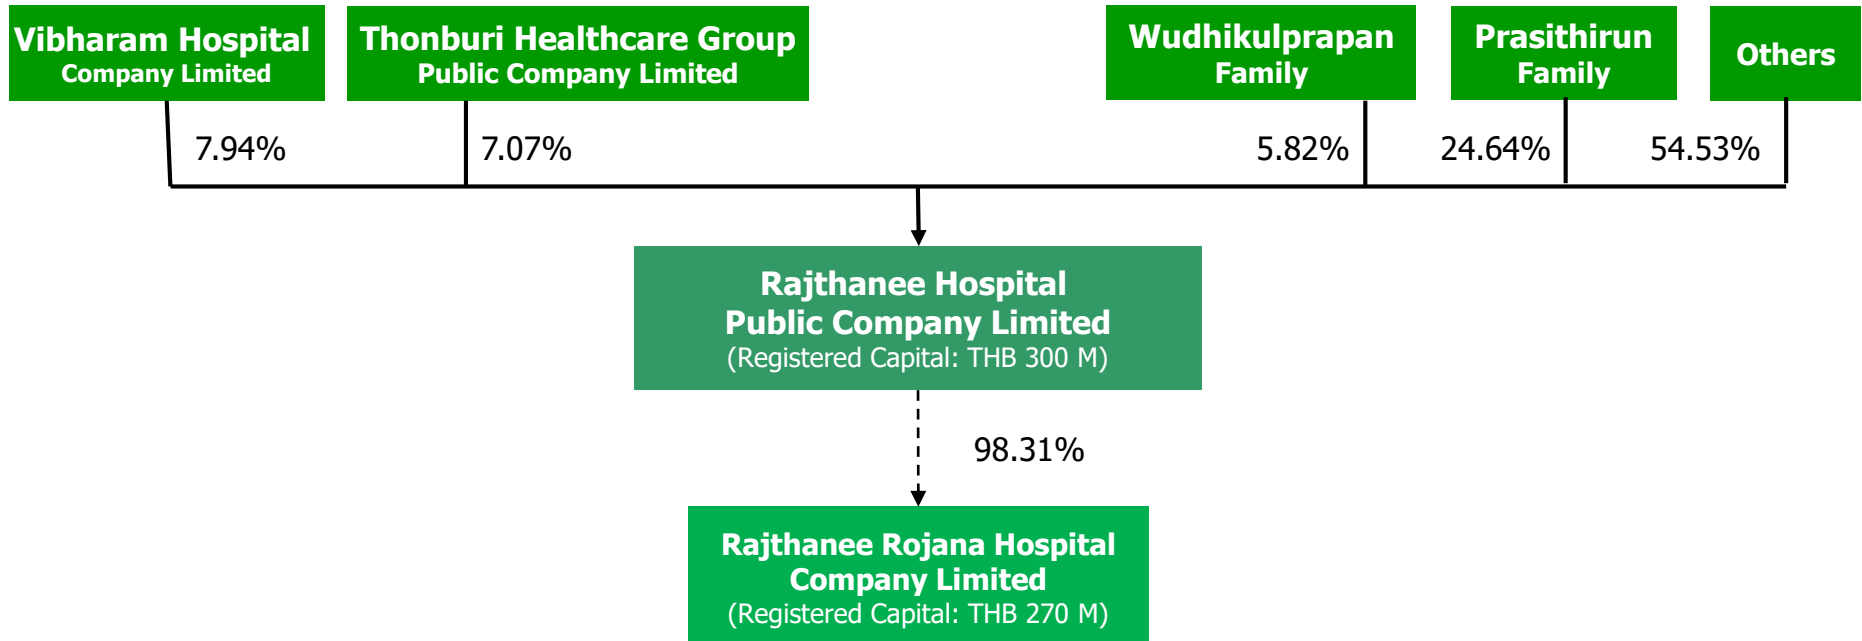 Vibharam Hospital
Company Limited
Thonburi Healthcare Group
Public Company Limited
Wudhikulprapan
Family
Prasithirun
Family
Others
7.94%
7.07%
5.82%
24.64%
54.53%
Rajthanee Hospital
Public Company Limited
(Registered Capital: THB 300 M)
98.31%
Rajthanee Rojana Hospital
Company Limited
(Registered Capital: THB 270 M)